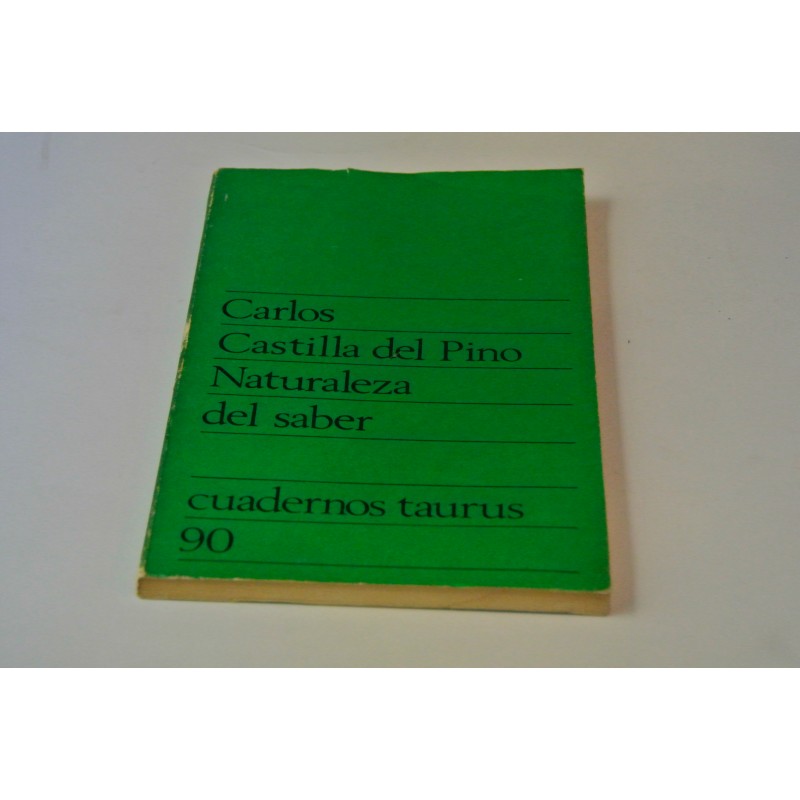 Carlos
Castilla del Pino
Naturaleza
del saber
cuadernos taurus
90